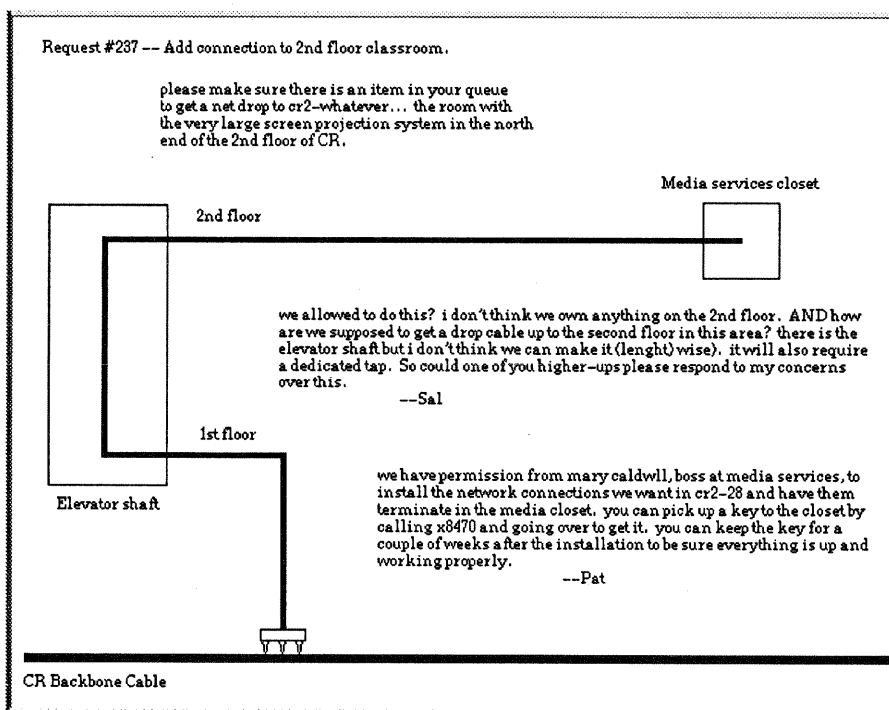 Request #237 -- Add connection to 2nd floor classroom.
please make sure there is an item in your queue
to get a net drop to cr2-whatever... the room with
the very large screen projection system in the north
end of the 2nd floor of CR.
Media services closet
2nd floor
we allowed to do this? i don't think we own anything on the 2nd floor. AND how
are we supposed to get a drop cable up to the second floor in this area? there is the
elevator shaft but i don't think we can make it (lenght) wise). it will also require
a dedicated tap. So could one of you higher-ups please respond to my concerns
over this.
--Sal
1st floor
Elevator shaft
we have permission from mary caldwll, boss at media services, to
install the network connections we want in cr2-28 and have them
terminate in the media closet. you can pick up a key to the closet by
calling x8470 and going over to get it. you can keep the key for a
couple of weeks after the installation to be sure everything is up and
working properly.
--Pat
CR Backbone Cable